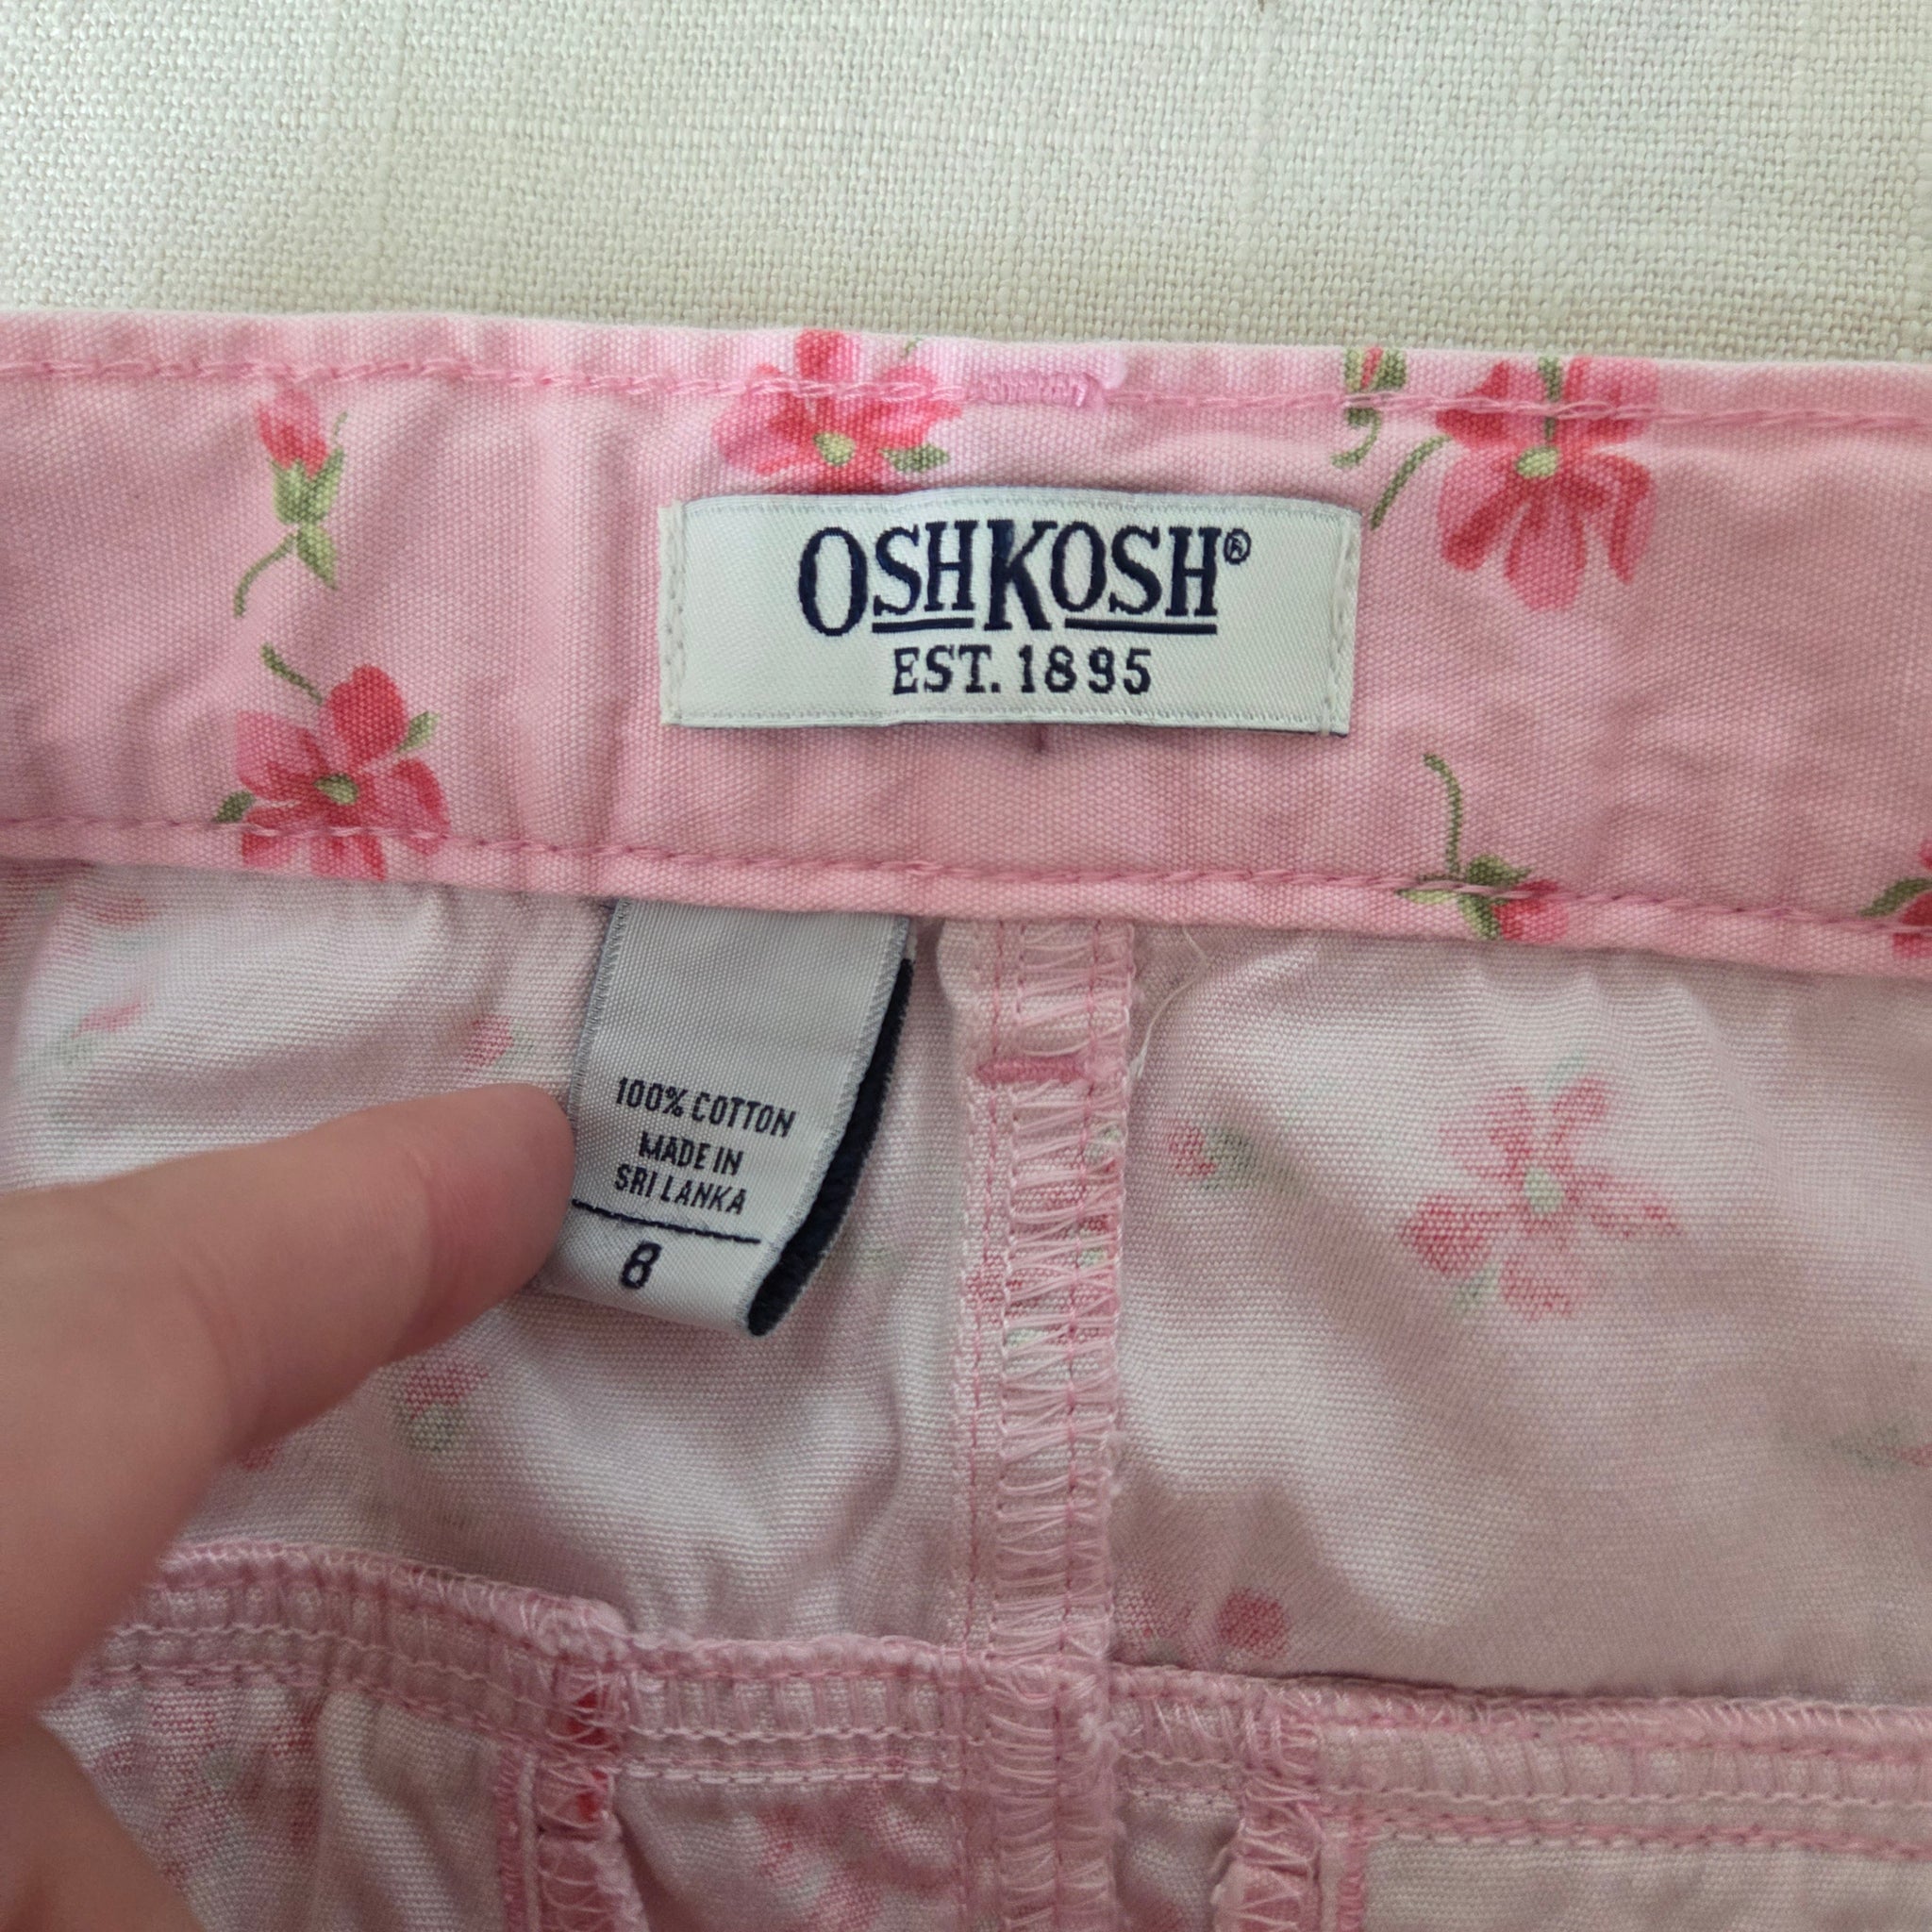 OSHKOSH®
EST. 1895
100% COTTON
MADE IN
SRI LANKA
8